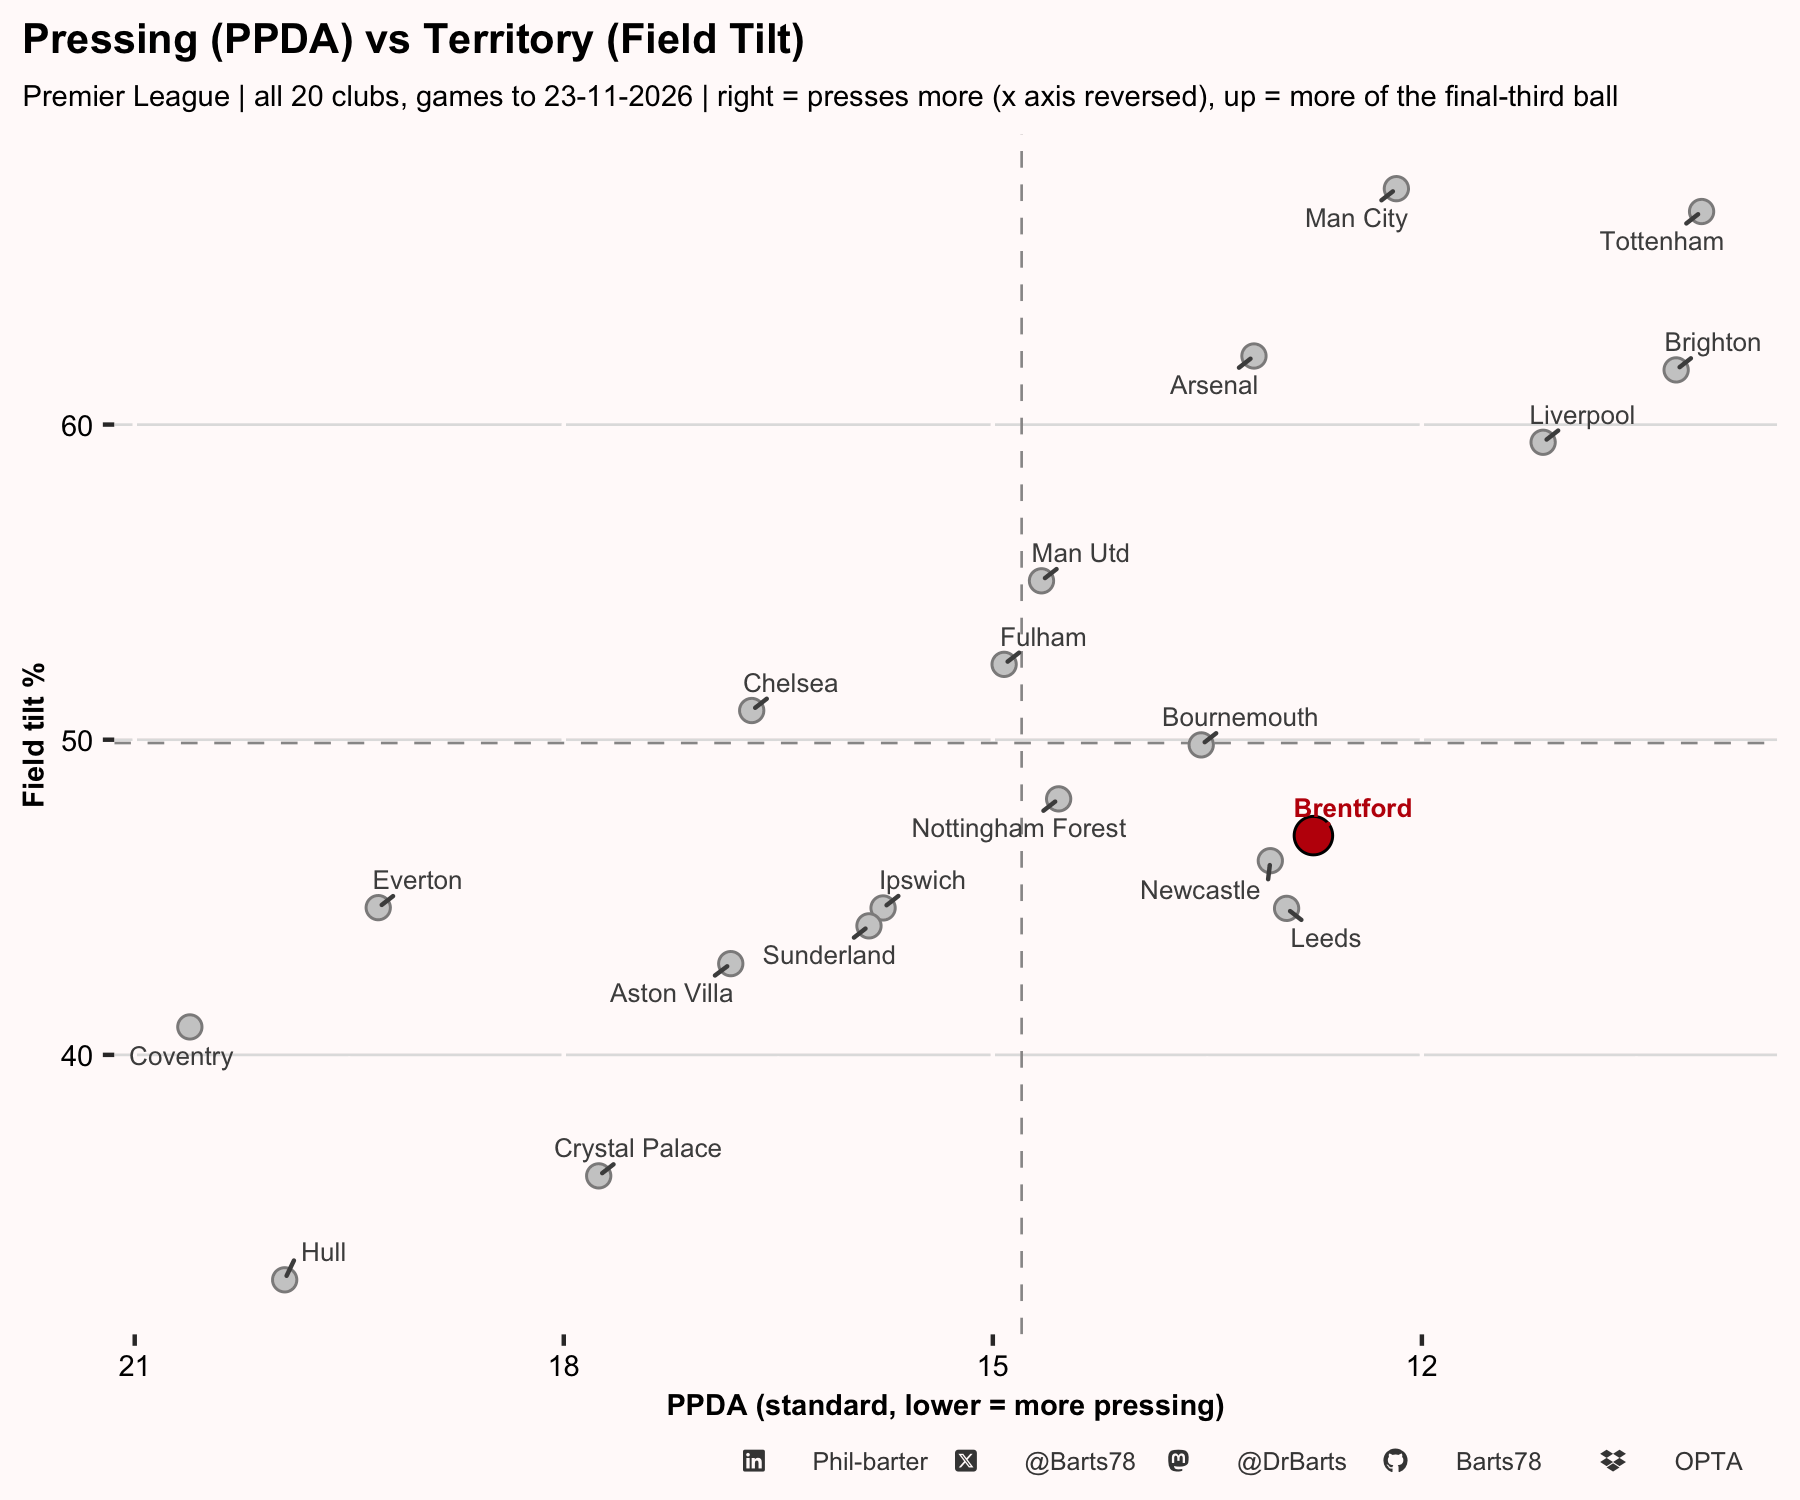 Pressing (PPDA) vs Territory (Field Tilt)
Premier League | all 20 clubs, games to 23-11-2026 | right = presses more (x axis reversed), up = more of the final-third ball
Man City
Tottenham
Brighton
Arsenal
Liverpool
60
Man Utd
Fulham
Chelsea
Bournemouth
50
Field tilt %
Brentford
Nottingham Forest
Everton
Ipswich
Newcastle
Leeds
Sunderland
Aston Villa
Coventry
40
Crystal Palace
Hull
21 18 15 12
PPDA (standard, lower = more pressing)
Phil-barter @Barts78 @DrBarts Barts78 OPTA